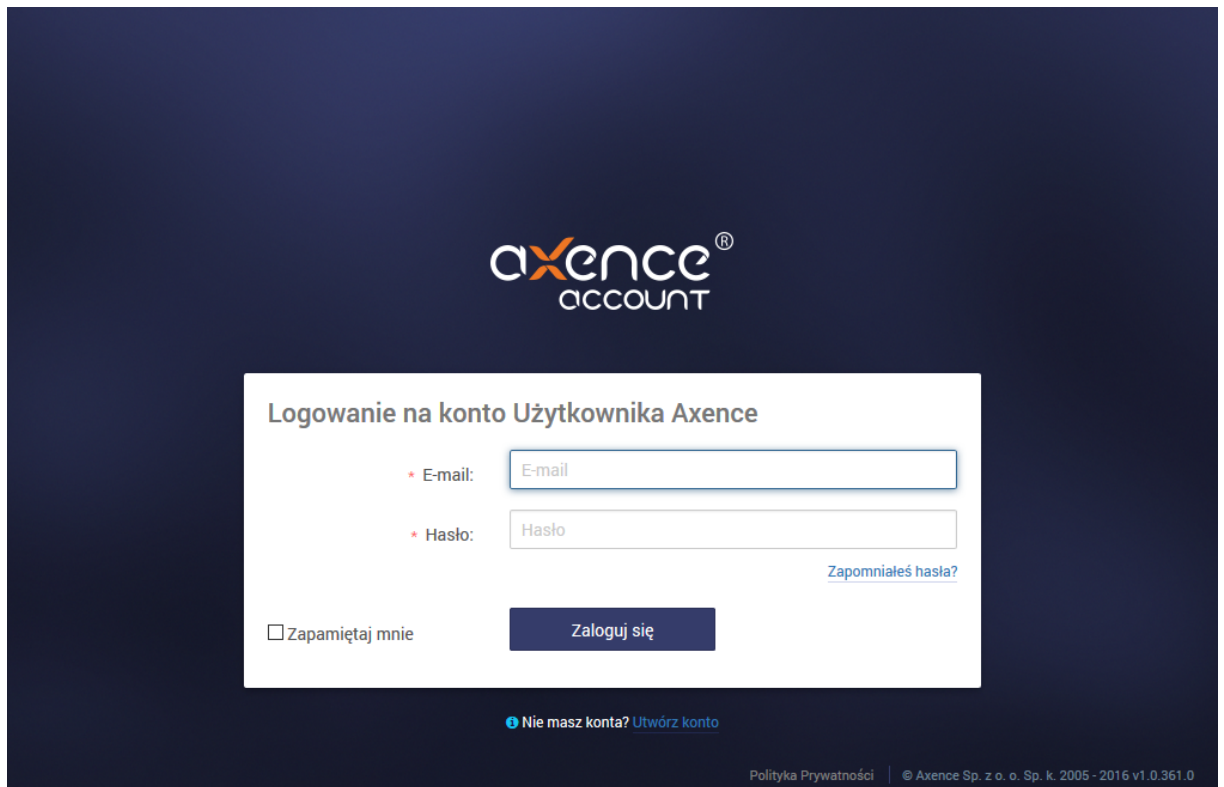 axence®
account
Logowanie na konto Użytkownika Axence
* E-mail:
E-mail
* Hasło:
Hasło
Zapomniałeś hasła?
Zapamiętaj mnie
Zaloguj się
Nie masz konta? Utwórz konto
Polityka Prywatności | © Axence Sp. z o. o. Sp. k. 2005 - 2016 v1.0.361.0